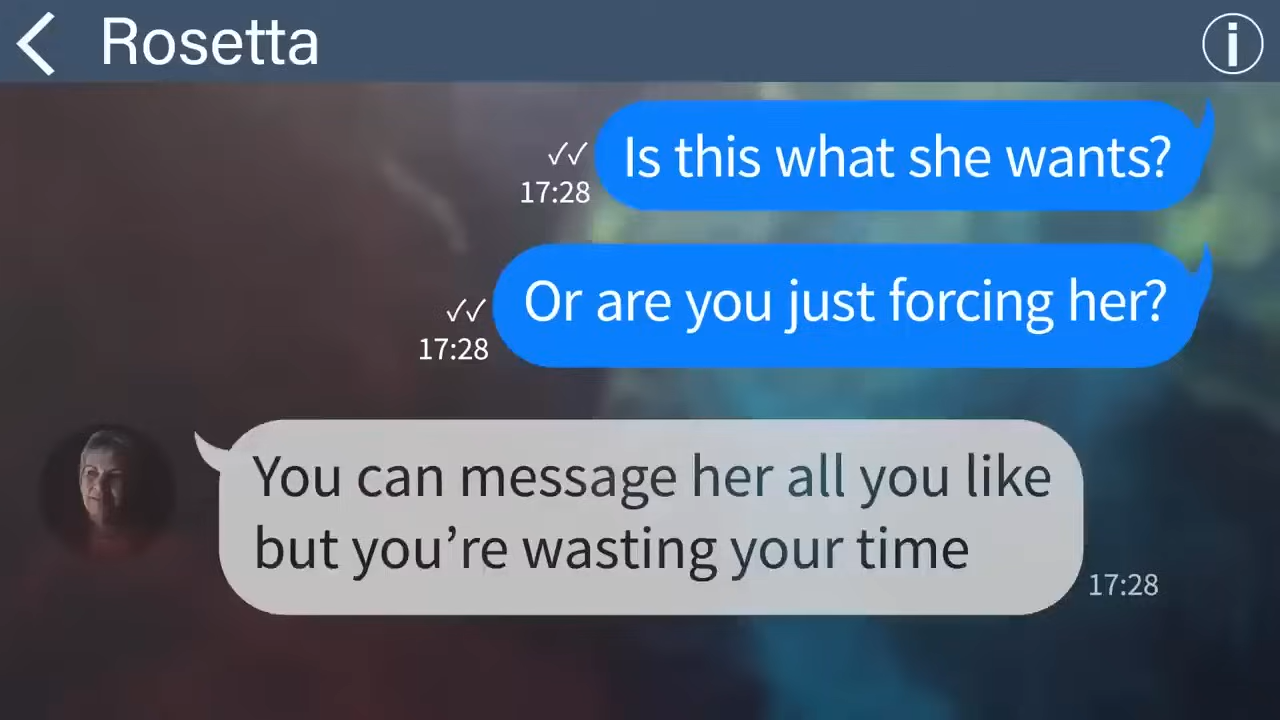 Rosetta
Is this what she wants?
17:28
Or are you just forcing her?
17:28
You can message her all you like
but you’re wasting your time
17:28